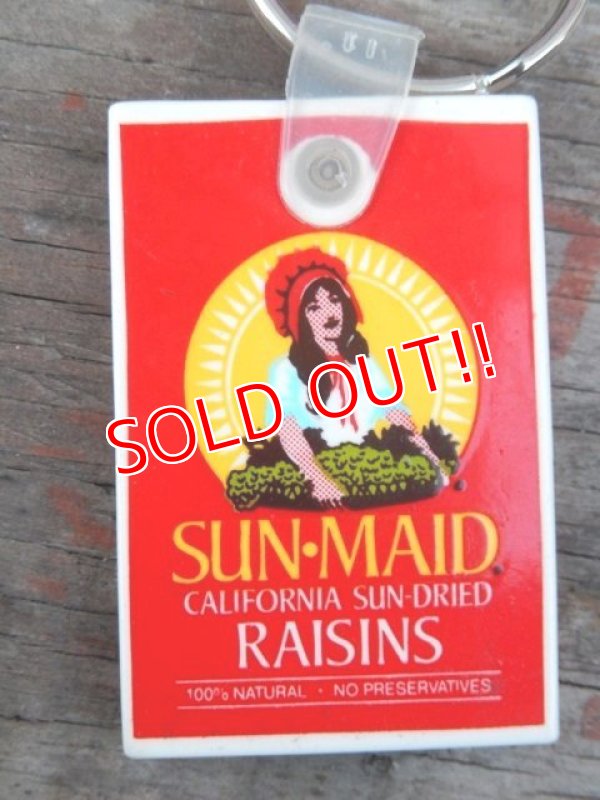 SOLD OUT!!
SUN•MAID
CALIFORNIA SUN-DRIED
RAISINS
100% NATURAL • NO PRESERVATIVES